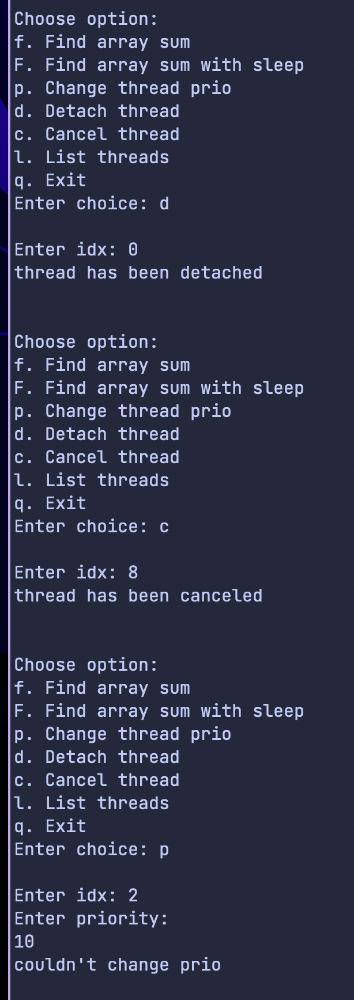 Choose option:
f. Find array sum
F. Find array sum with sleep
p. Change thread prio
d. Detach thread
c. Cancel thread
l. List threads
q. Exit
Enter choice: d
Enter idx: 0
thread has been detached
Choose option:
f. Find array sum
F. Find array sum with sleep
p. Change thread prio
d. Detach thread
c. Cancel thread
l. List threads
q. Exit
Enter choice: c
Enter idx: 8
thread has been canceled
Choose option:
f. Find array sum
F. Find array sum with sleep
p. Change thread prio
d. Detach thread
c. Cancel thread
l. List threads
q. Exit
Enter choice: p
Enter idx: 2
Enter priority:
10
couldn't change prio